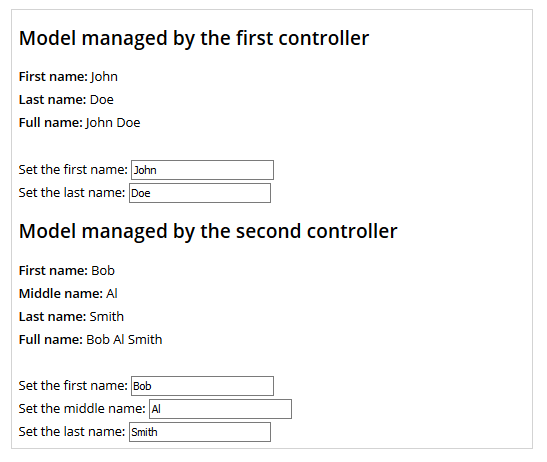 Model managed by the first controller
First name: John
Last name: Doe
Full name: John Doe
Set the first name: John
Set the last name: Doe
Model managed by the second controller
First name: Bob
Middle name: Al
Last name: Smith
Full name: Bob Al Smith
Set the first name: Bob
Set the middle name: Al
Set the last name: Smith